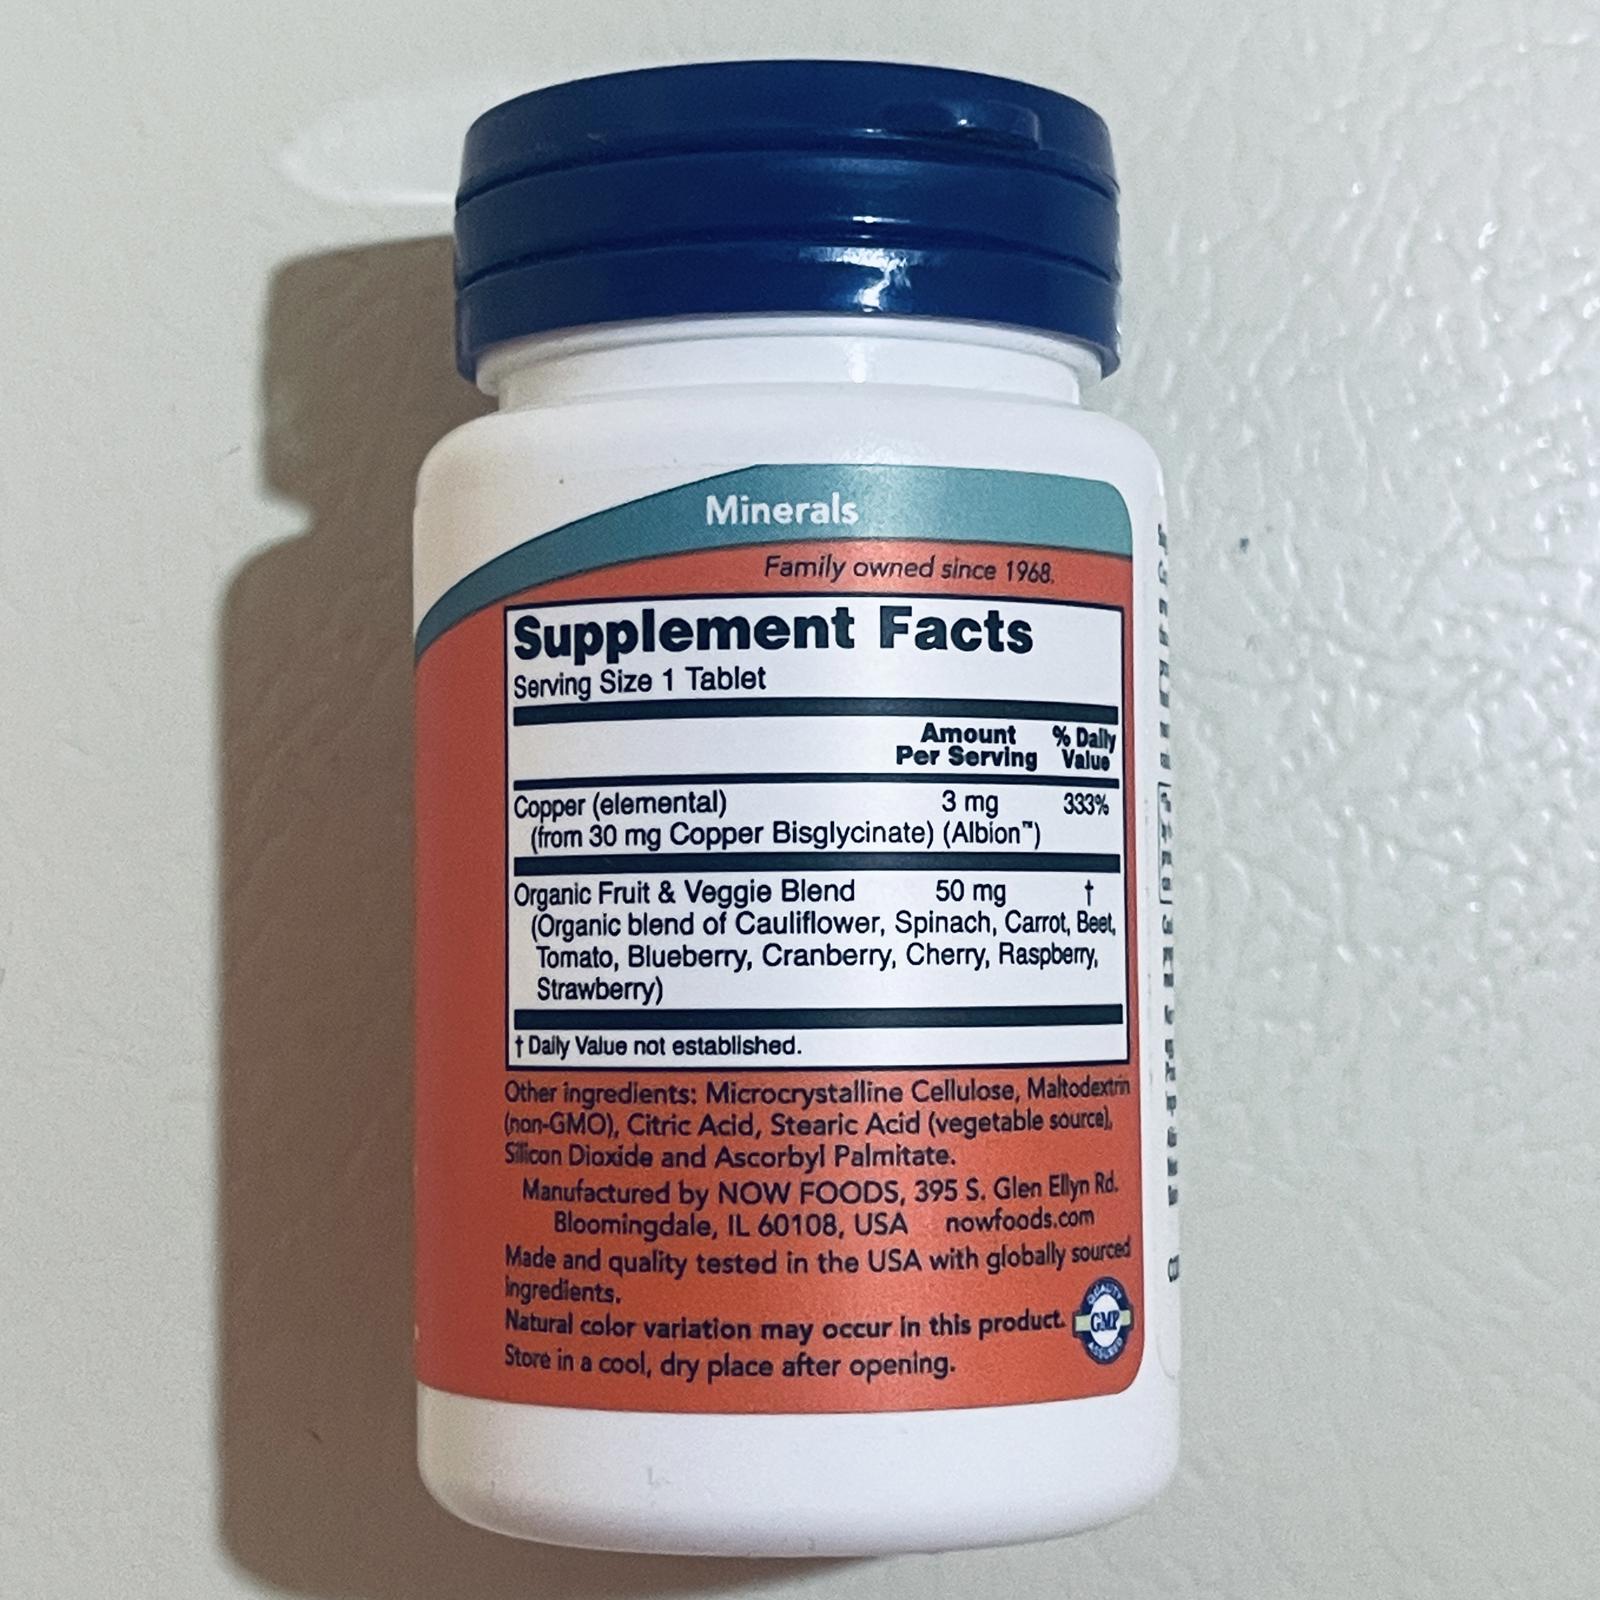 Minerals
Family owned since 1968.
Supplement Facts
Serving Size 1 Tablet
Amount Per Serving % Daily Value
Copper (elemental) 3 mg 333%
(from 30 mg Copper Bisglycinate) (Albion™)
Organic Fruit & Veggie Blend 50 mg †
(Organic blend of Cauliflower, Spinach, Carrot, Beet,
Tomato, Blueberry, Cranberry, Cherry, Raspberry,
Strawberry)
† Daily Value not established.
Other ingredients: Microcrystalline Cellulose, Maltodextrin
(non-GMO), Citric Acid, Stearic Acid (vegetable source),
Silicon Dioxide and Ascorbyl Palmitate.
Manufactured by NOW FOODS, 395 S. Glen Ellyn Rd.
Bloomingdale, IL 60108, USA nowfoods.com
Made and quality tested in the USA with globally sourced
ingredients.
Natural color variation may occur in this product.
Store in a cool, dry place after opening.
QUALITY
GMP
ASSURED